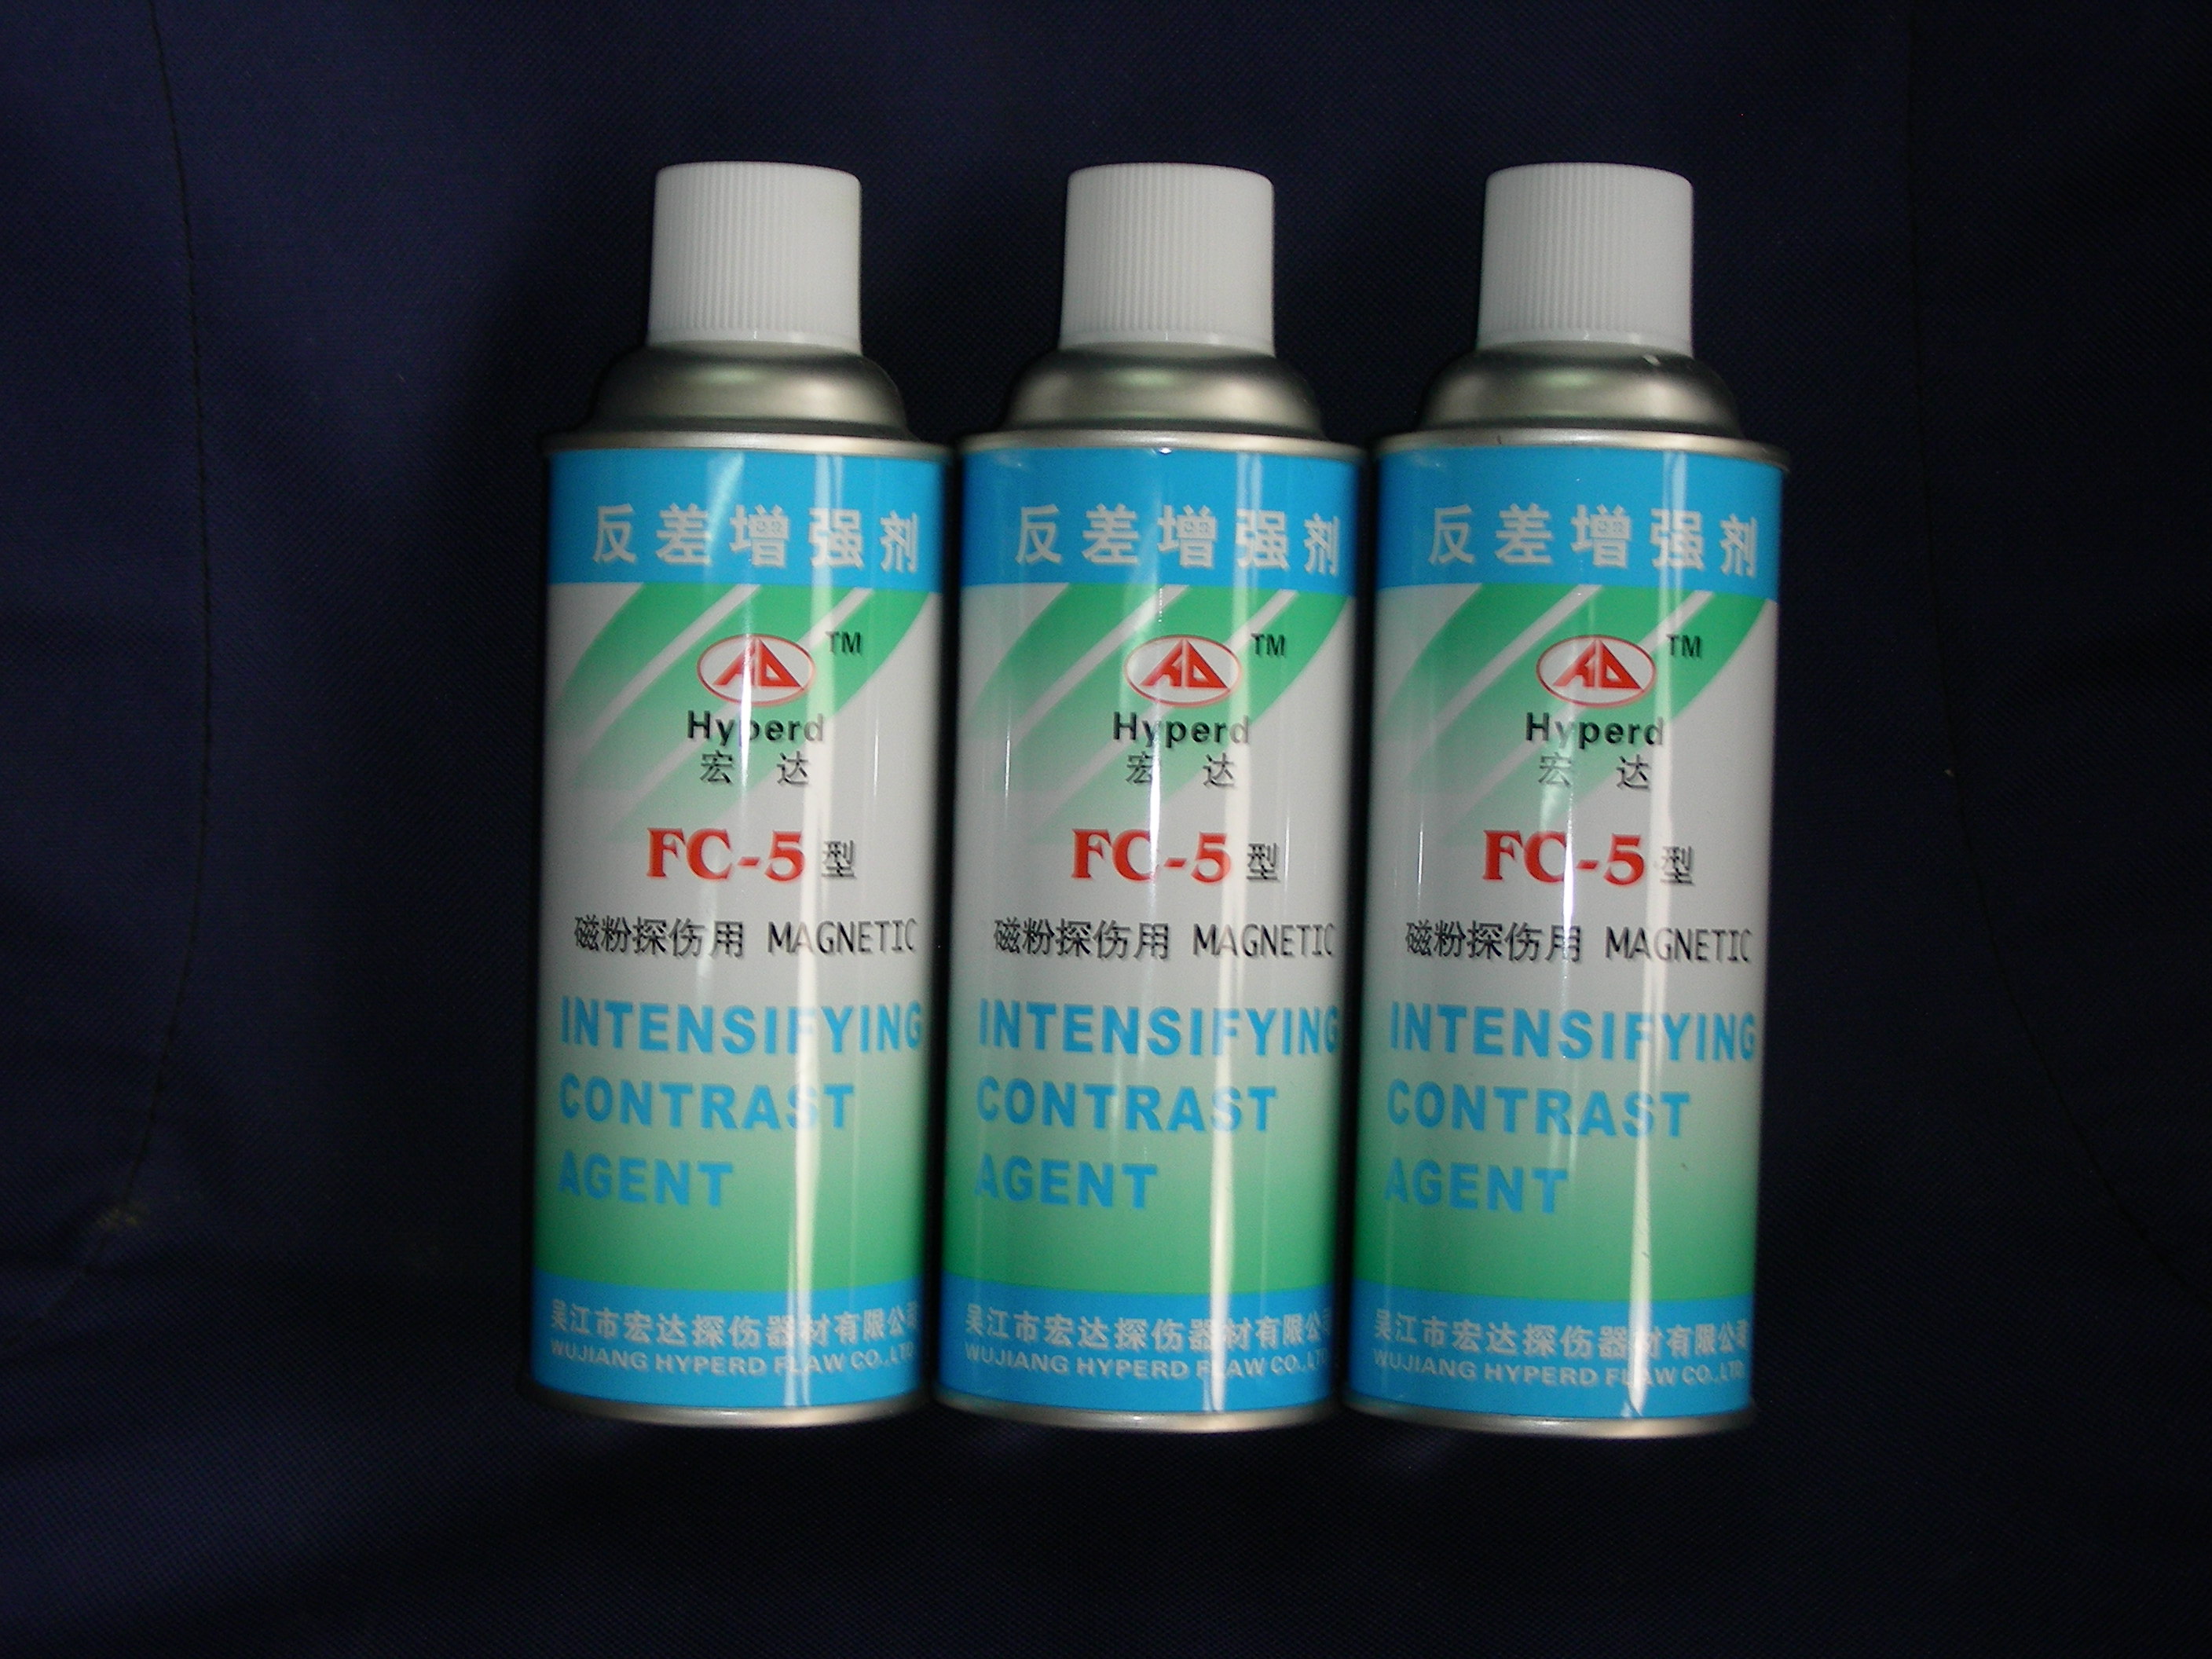 反差增强剂
TM
Hyperd
宏达
FC-5型
磁粉探伤用 MAGNETIC
INTENSIFYING
CONTRAST
AGENT
吴江市宏达探伤器材有限公司
WUJIANG HYPERD FLAW CO.,LTD.
反差增强剂
TM
Hyperd
宏达
FC-5型
磁粉探伤用 MAGNETIC
INTENSIFYING
CONTRAST
AGENT
吴江市宏达探伤器材有限公司
WUJIANG HYPERD FLAW CO.,LTD.
反差增强剂
TM
Hyperd
宏达
FC-5型
磁粉探伤用 MAGNETIC
INTENSIFYING
CONTRAST
AGENT
吴江市宏达探伤器材有限公司
WUJIANG HYPERD FLAW CO.,LTD.